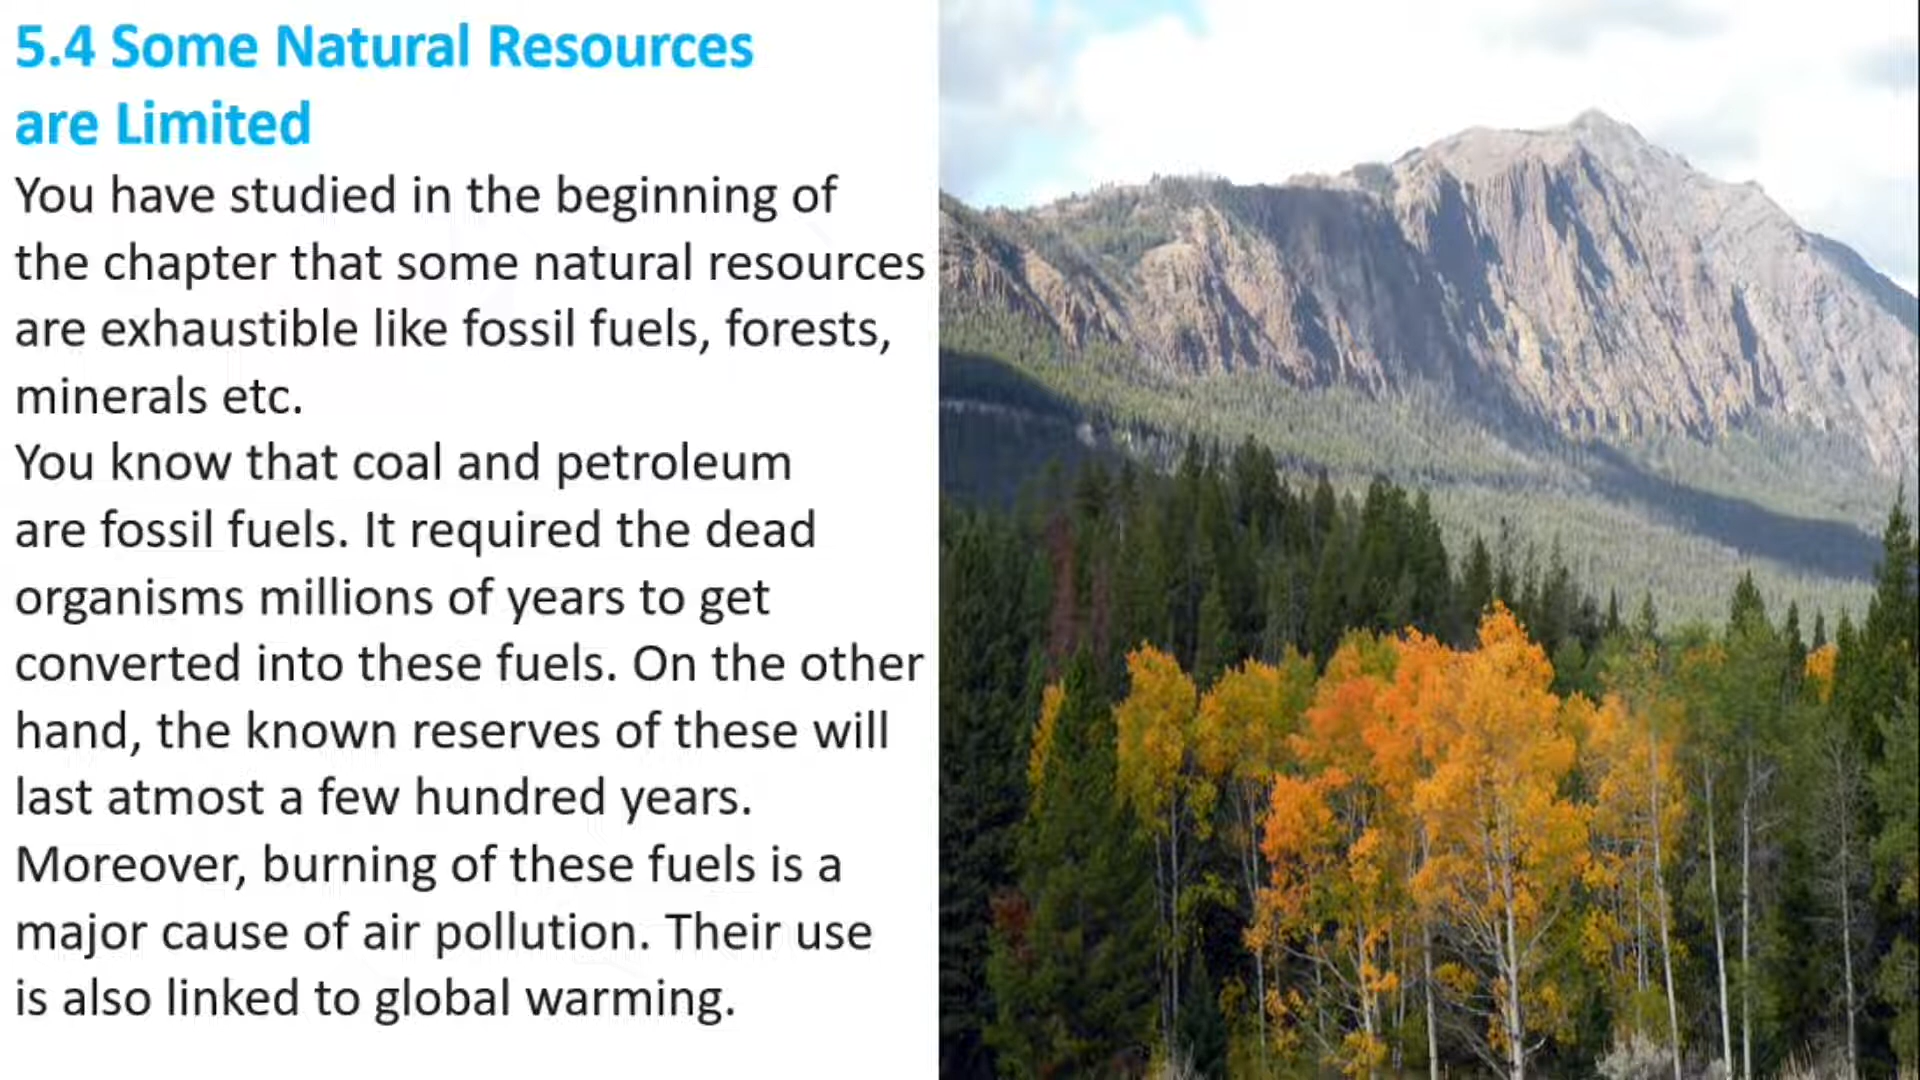 5.4 Some Natural Resources
are Limited
You have studied in the beginning of
the chapter that some natural resources
are exhaustible like fossil fuels, forests,
minerals etc.
You know that coal and petroleum
are fossil fuels. It required the dead
organisms millions of years to get
converted into these fuels. On the other
hand, the known reserves of these will
last atmost a few hundred years.
Moreover, burning of these fuels is a
major cause of air pollution. Their use
is also linked to global warming.